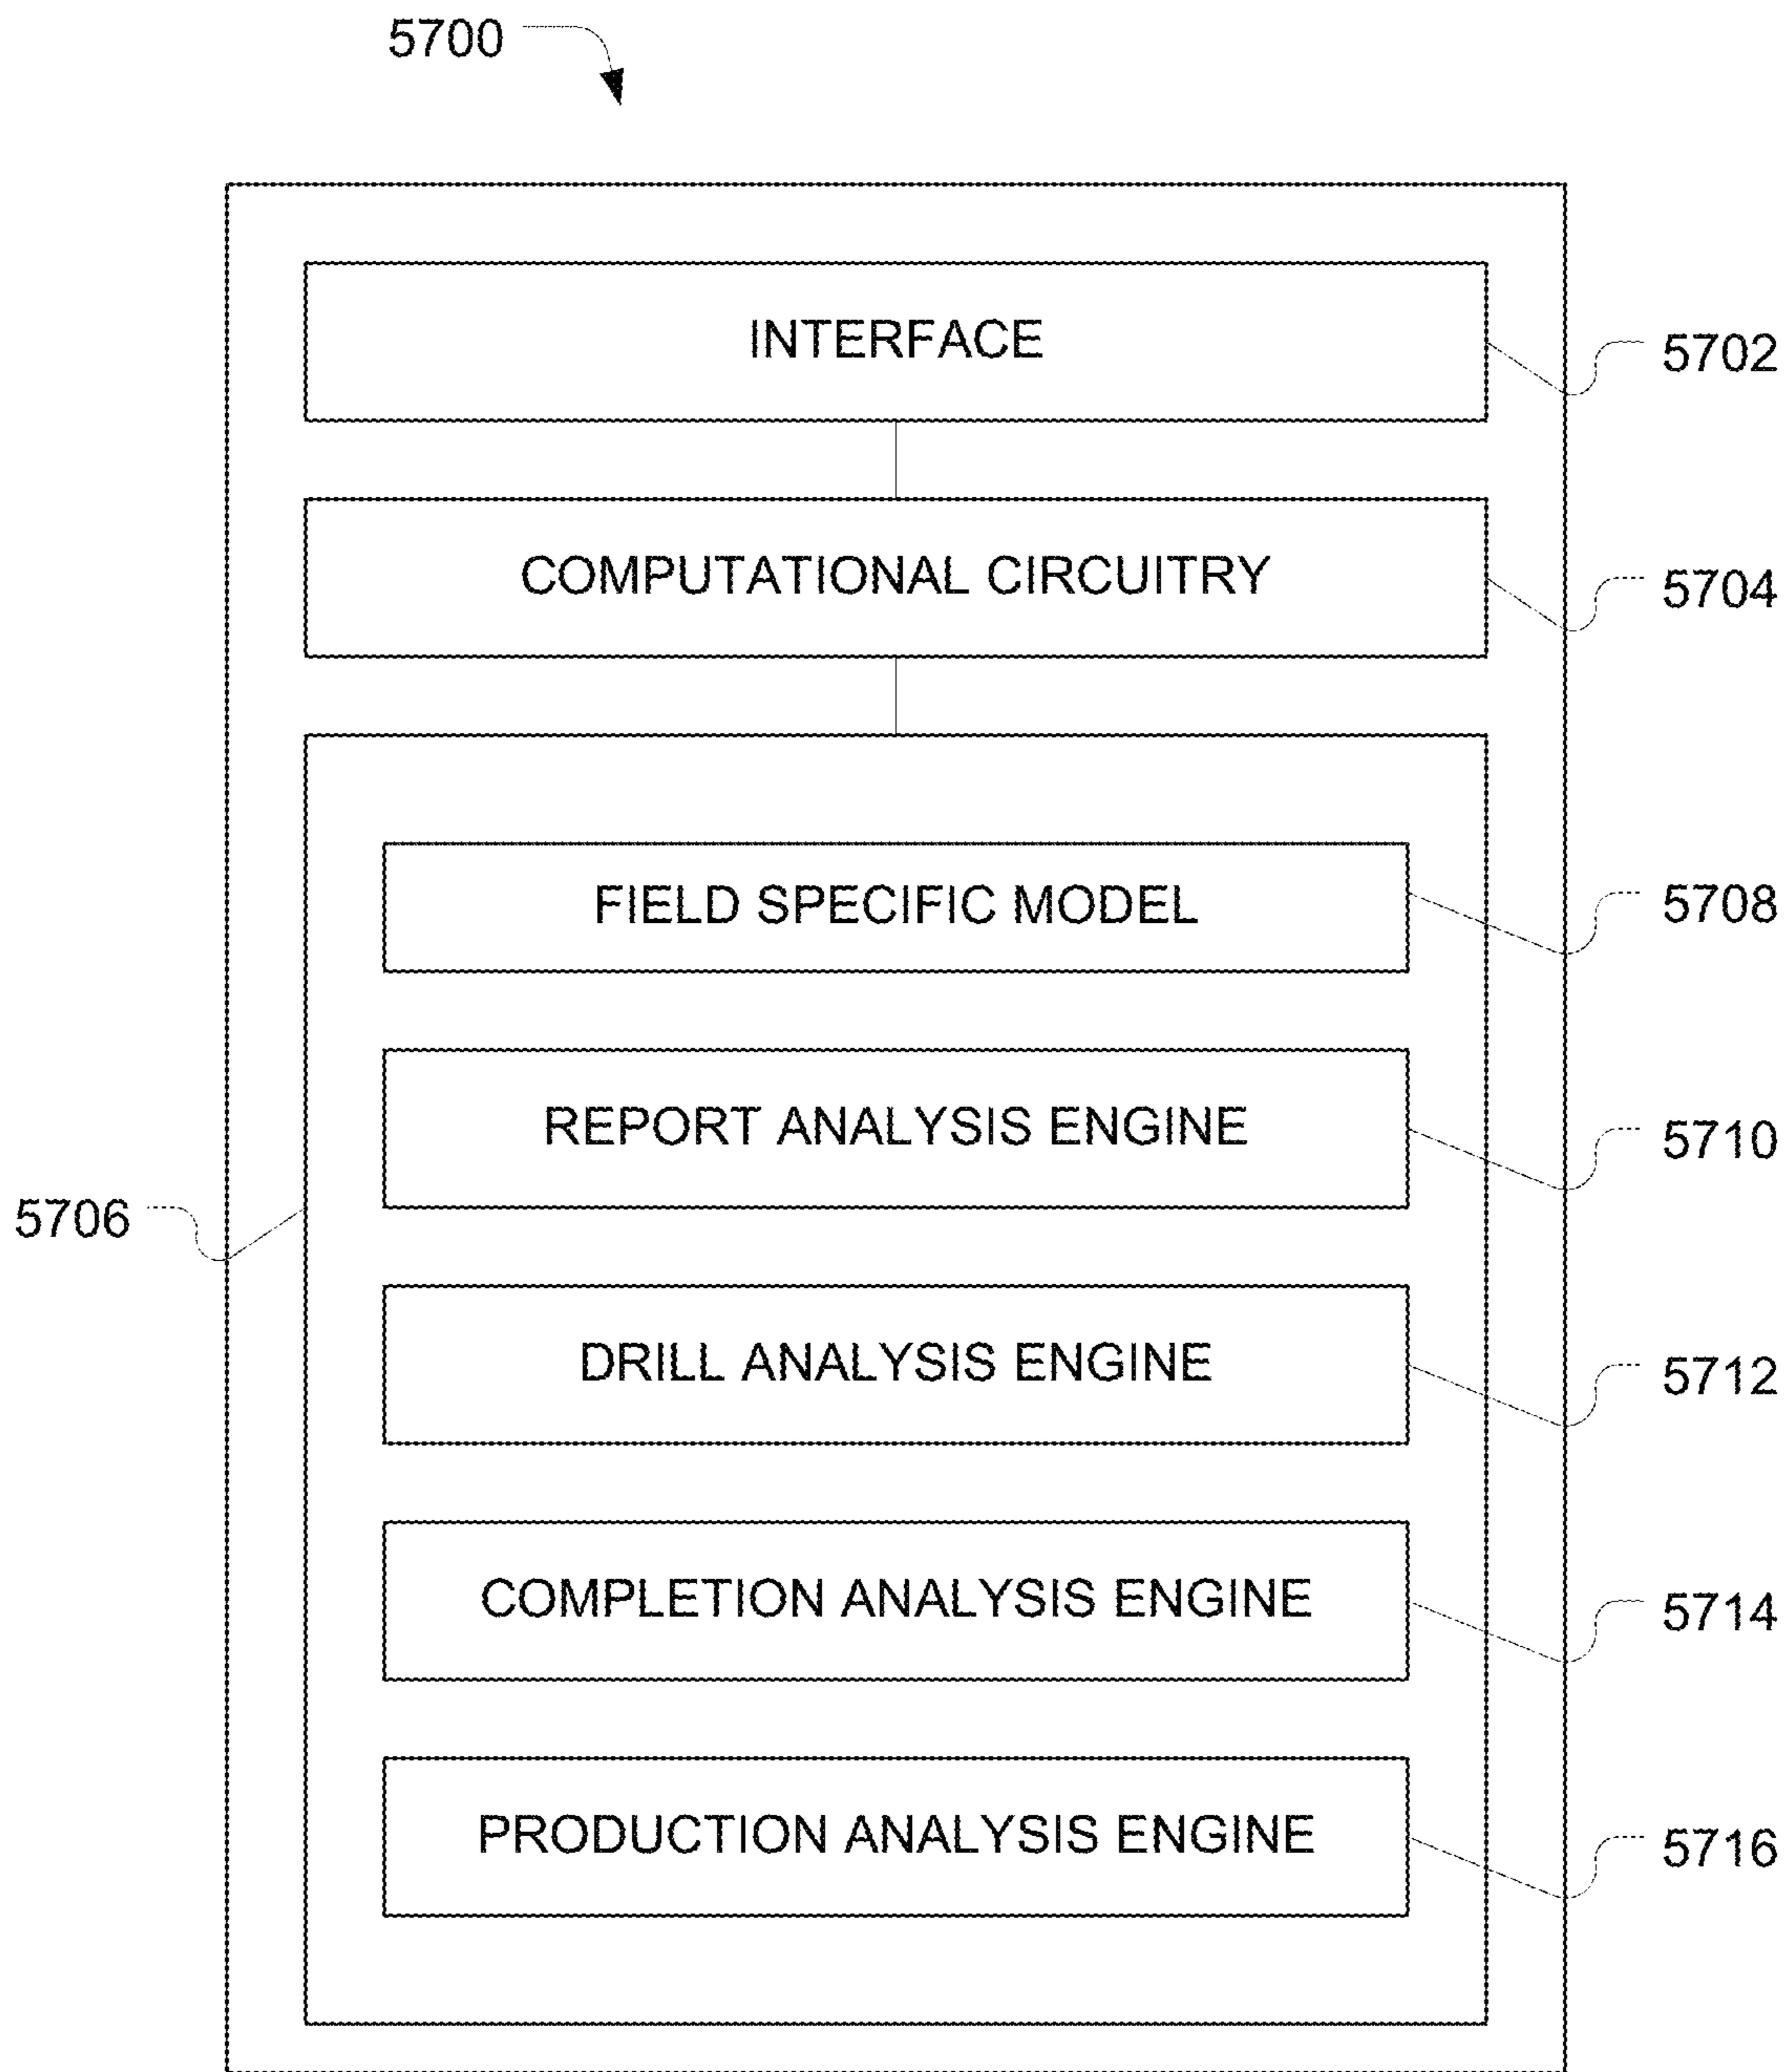 5700
INTERFACE
5702
COMPUTATIONAL CIRCUITRY
5704
FIELD SPECIFIC MODEL
5708
REPORT ANALYSIS ENGINE
5710
5706
DRILL ANALYSIS ENGINE
5712
COMPLETION ANALYSIS ENGINE
5714
PRODUCTION ANALYSIS ENGINE
5716